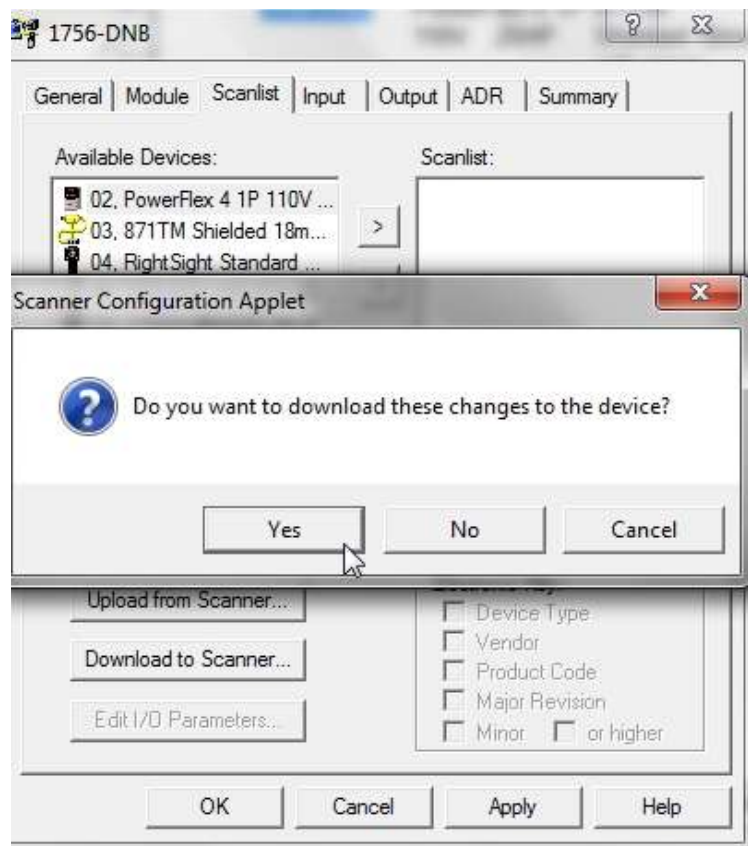 1756-DNB
General Module Scanlist Input Output ADR Summary
Available Devices: Scanlist:
02, PowerFlex 4 1P 110V ...
03, 871TM Shielded 18m... >
04, RightSight Standard ...
Scanner Configuration Applet
Do you want to download these changes to the device?
Yes No Cancel
Upload from Scanner...
Device Type
Vendor
Download to Scanner...
Product Code
Major Revision
Edit I/O Parameters...
Minor or higher
OK Cancel Apply Help